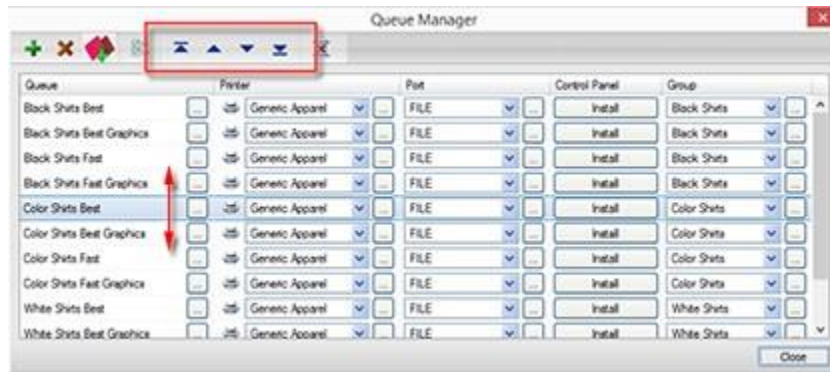 Queue Manager
Queue Printer Port Control Panel Group
Black Shirts Best ... Generic Apparel ... FILE ... Install Black Shirts ...
Black Shirts Best Graphics ... Generic Apparel ... FILE ... Install Black Shirts ...
Black Shirts Fast ... Generic Apparel ... FILE ... Install Black Shirts ...
Black Shirts Fast Graphics ... Generic Apparel ... FILE ... Install Black Shirts ...
Color Shirts Best ... Generic Apparel ... FILE ... Install Color Shirts ...
Color Shirts Best Graphics ... Generic Apparel ... FILE ... Install Color Shirts ...
Color Shirts Fast ... Generic Apparel ... FILE ... Install Color Shirts ...
Color Shirts Fast Graphics ... Generic Apparel ... FILE ... Install Color Shirts ...
White Shirts Best ... Generic Apparel ... FILE ... Install White Shirts ...
White Shirts Best Graphics ... Generic Apparel ... FILE ... Install White Shirts ...
Close